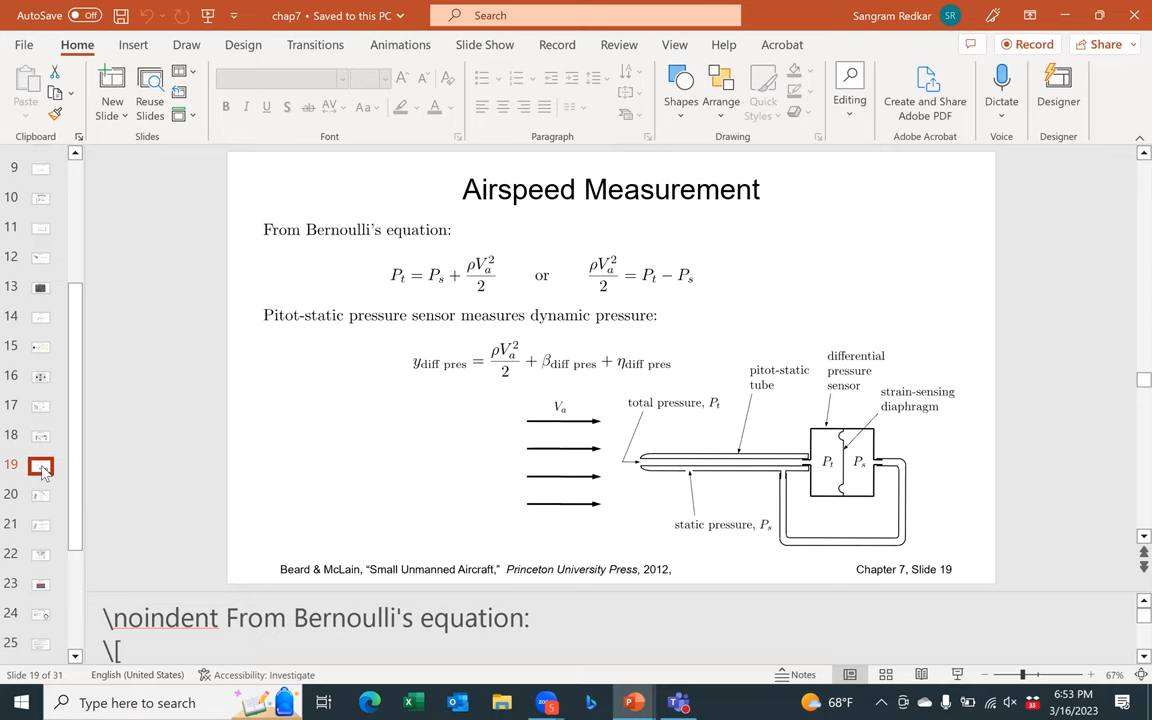 AutoSave Off chap7 • Saved to this PC Search Sangram Redkar SR
File Home Insert Draw Design Transitions Animations Slide Show Record Review View Help Acrobat Record Share
Paste New Slide Reuse Slides B I U S ab AV Aa A Shapes Arrange Quick Styles Editing Create and Share Adobe PDF Dictate Designer
Clipboard Slides Font Paragraph Drawing Adobe Acrobat Voice Designer
9
10
11
12
13
14
15
16
17
18
19
20
21
22
23
24
25
Airspeed Measurement
From Bernoulli's equation:
P_t = P_s + ρV_a^2/2 or ρV_a^2/2 = P_t − P_s
Pitot-static pressure sensor measures dynamic pressure:
y_diff pres = ρV_a^2/2 + β_diff pres + η_diff pres
V_a
total pressure, P_t
pitot-static
tube
differential
pressure
sensor
strain-sensing
diaphragm
P_t P_s
static pressure, P_s
Beard & McLain, "Small Unmanned Aircraft," Princeton University Press, 2012, Chapter 7, Slide 19
\noindent From Bernoulli's equation:
\[
Slide 19 of 31 English (United States) Accessibility: Investigate Notes 67%
Type here to search 68°F 33 6:53 PM
3/16/2023